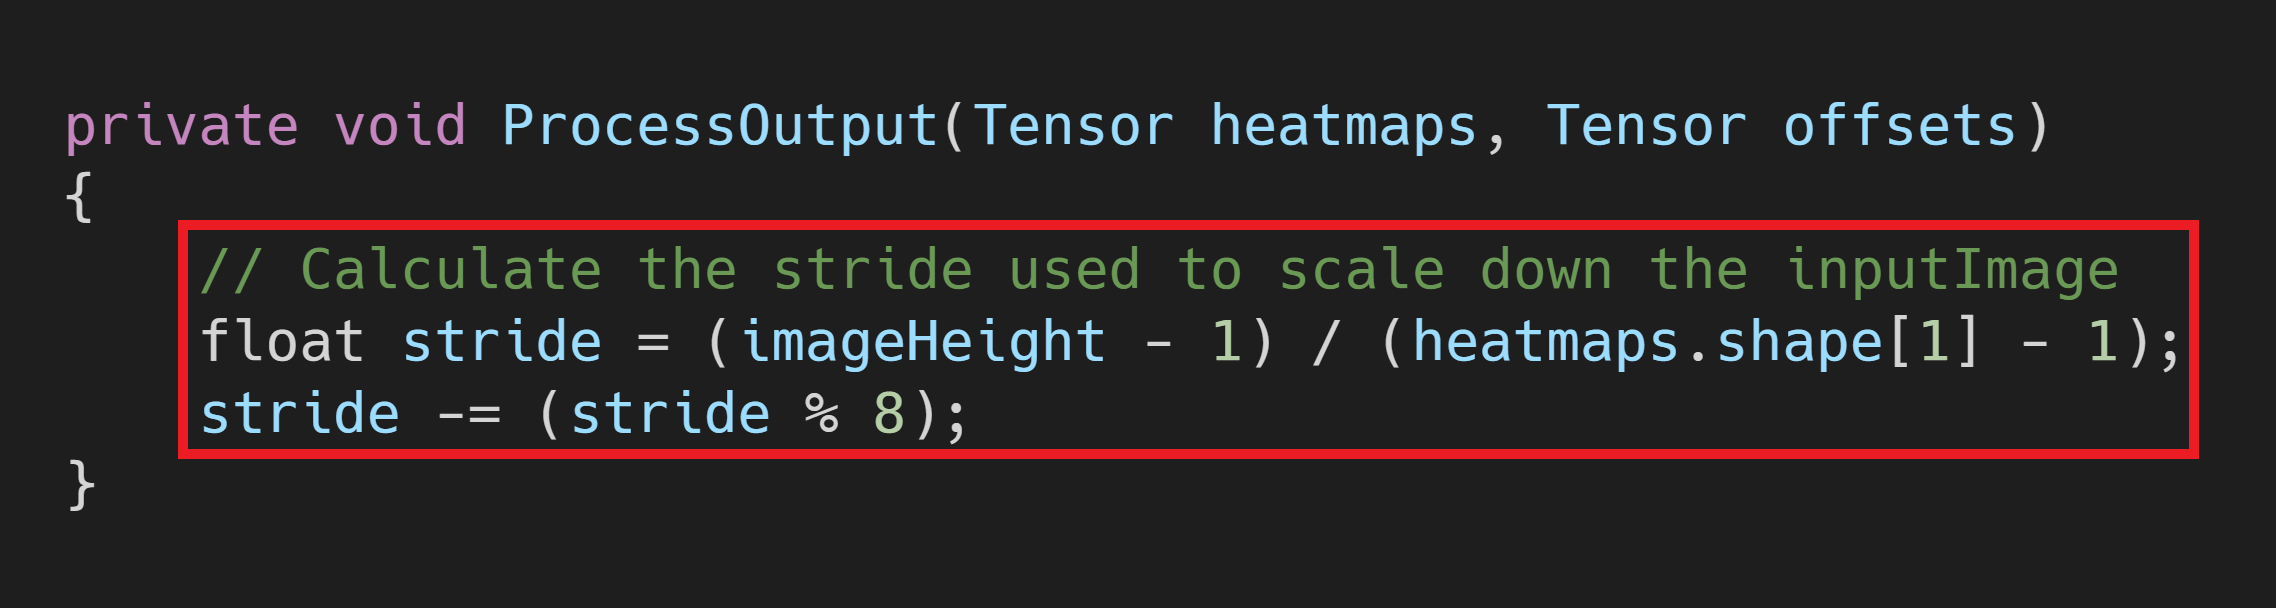 private void ProcessOutput(Tensor heatmaps, Tensor offsets)
{
    // Calculate the stride used to scale down the inputImage
    float stride = (imageHeight - 1) / (heatmaps.shape[1] - 1);
    stride -= (stride % 8);
}